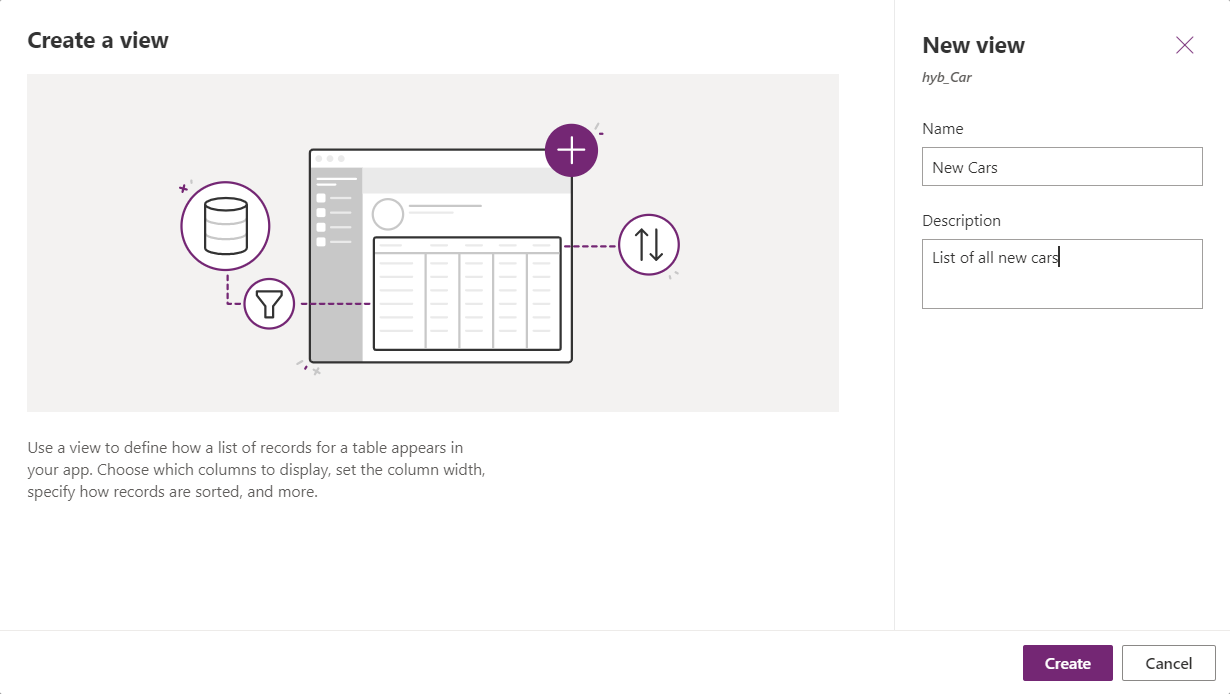 Create a view
Use a view to define how a list of records for a table appears in
your app. Choose which columns to display, set the column width,
specify how records are sorted, and more.
New view
hyb_Car
Name
New Cars
Description
List of all new cars
Create
Cancel